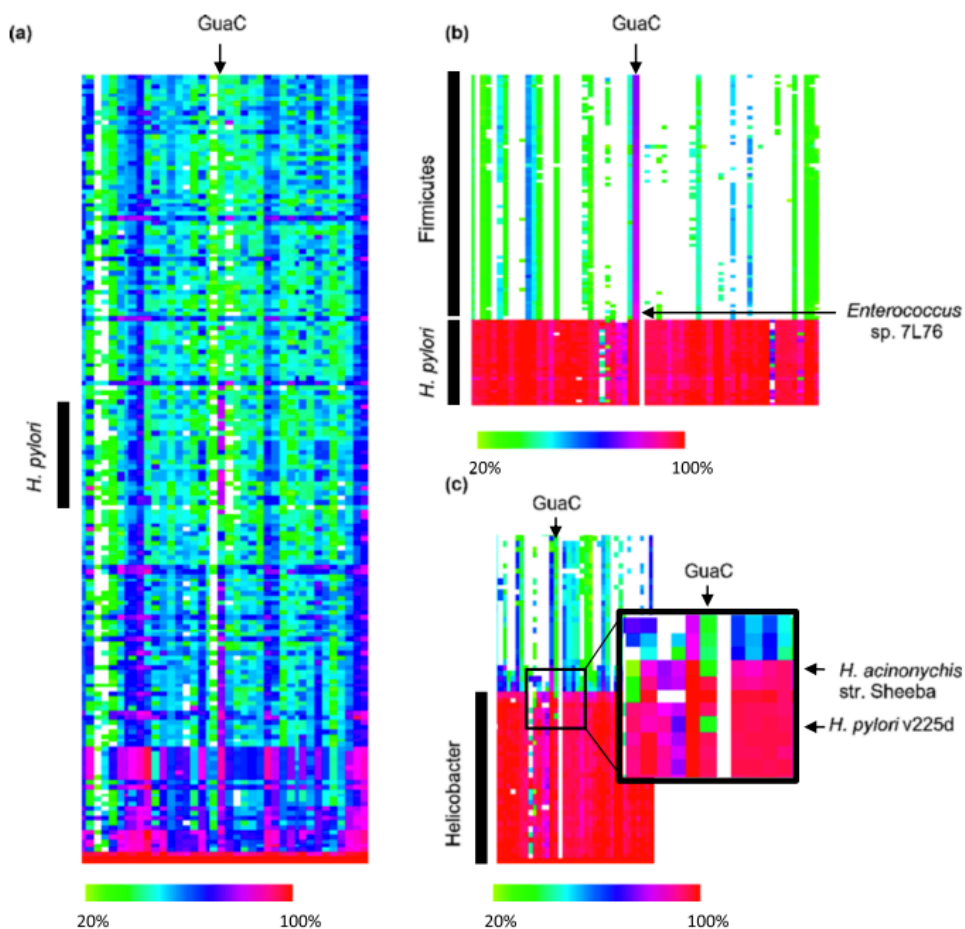 (a)
GuaC
H. pylori
20%
100%
(b)
GuaC
Firmicutes
H. pylori
Enterococcus
sp. 7L76
20%
100%
(c)
GuaC
GuaC
Helicobacter
H. acinonychis
str. Sheeba
H. pylori v225d
20%
100%